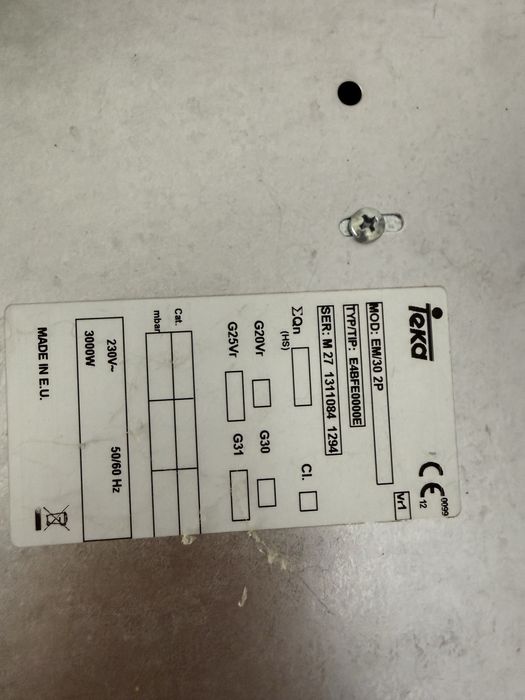 Teka
CE 0099
12
MOD: EM/30 2P
Vr1
TYP/TIP: E4BFE0000E
SER: M 27 1311084 1294
ΣQn
(HS)
Cl.
G20Vr
G30
G25Vr
G31
Cat.
mbar
230V~ 50/60 Hz
3000W
MADE IN E.U.